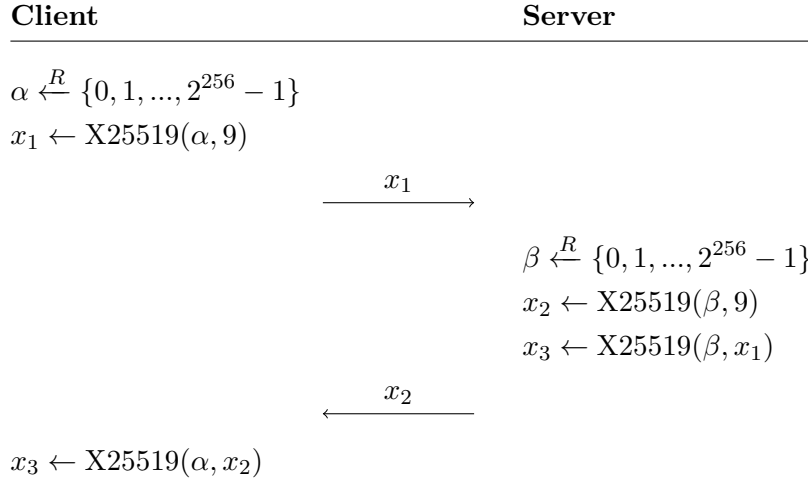 Client Server
α ←R {0, 1, ..., 2^256 − 1}
x₁ ← X25519(α, 9)
x₁
β ←R {0, 1, ..., 2^256 − 1}
x₂ ← X25519(β, 9)
x₃ ← X25519(β, x₁)
x₂
x₃ ← X25519(α, x₂)